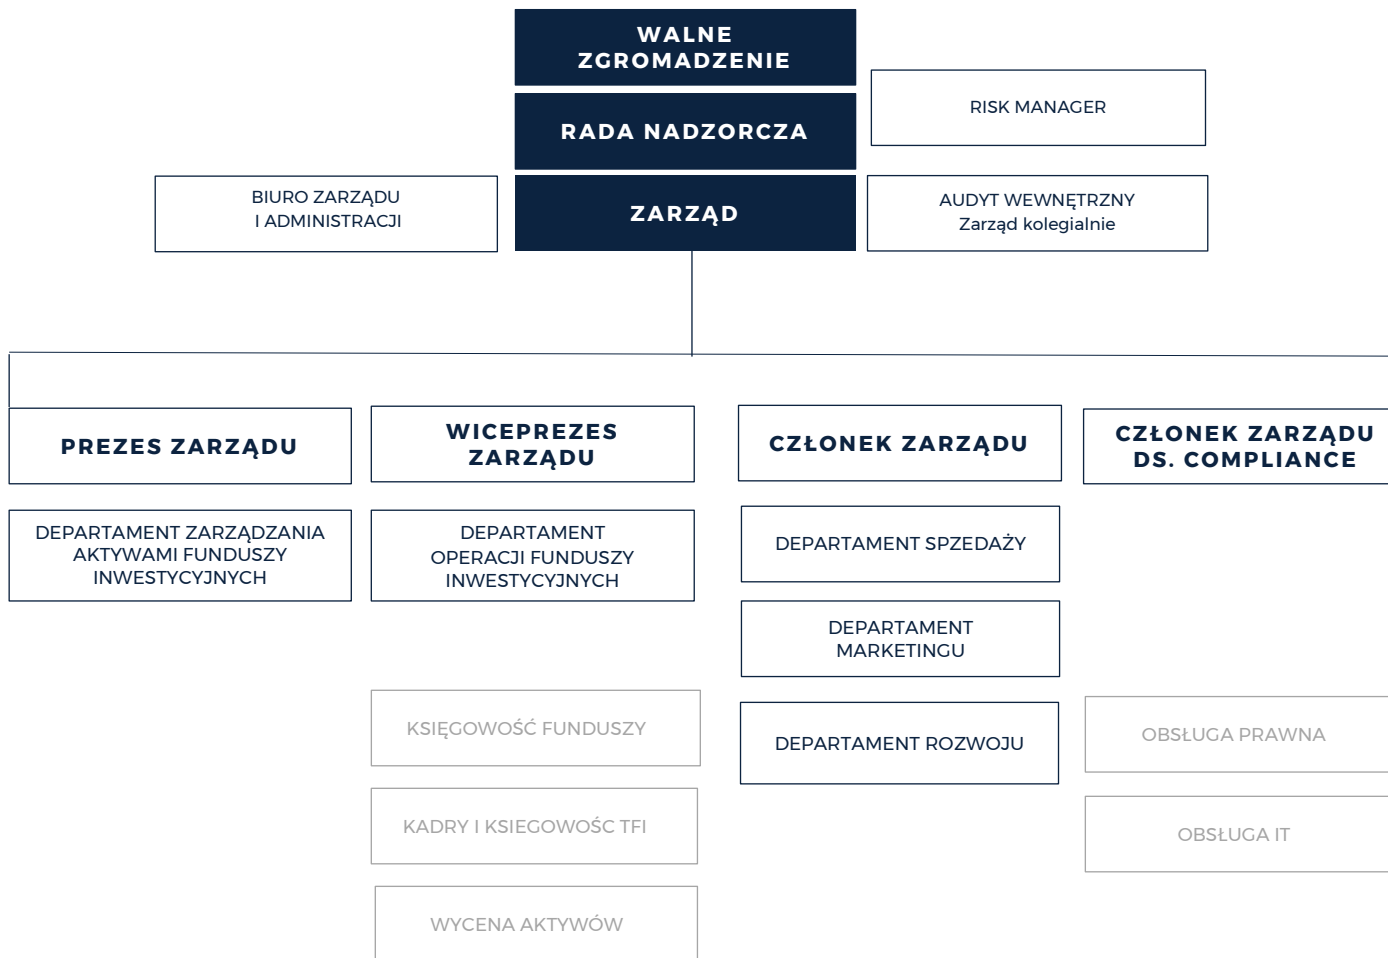 WALNE
ZGROMADZENIE
RISK MANAGER
RADA NADZORCZA
BIURO ZARZĄDU
I ADMINISTRACJI
ZARZĄD
AUDYT WEWNĘTRZNY
Zarząd kolegialnie
PREZES ZARZĄDU
WICEPREZES
ZARZĄDU
CZŁONEK ZARZĄDU
CZŁONEK ZARZĄDU
DS. COMPLIANCE
DEPARTAMENT ZARZĄDZANIA
AKTYWAMI FUNDUSZY
INWESTYCYJNYCH
DEPARTAMENT
OPERACJI FUNDUSZY
INWESTYCYJNYCH
DEPARTAMENT SPZEDAŻY
DEPARTAMENT
MARKETINGU
KSIĘGOWOŚĆ FUNDUSZY
DEPARTAMENT ROZWOJU
OBSŁUGA PRAWNA
KADRY I KSIEGOWOŚC TFI
OBSŁUGA IT
WYCENA AKTYWÓW